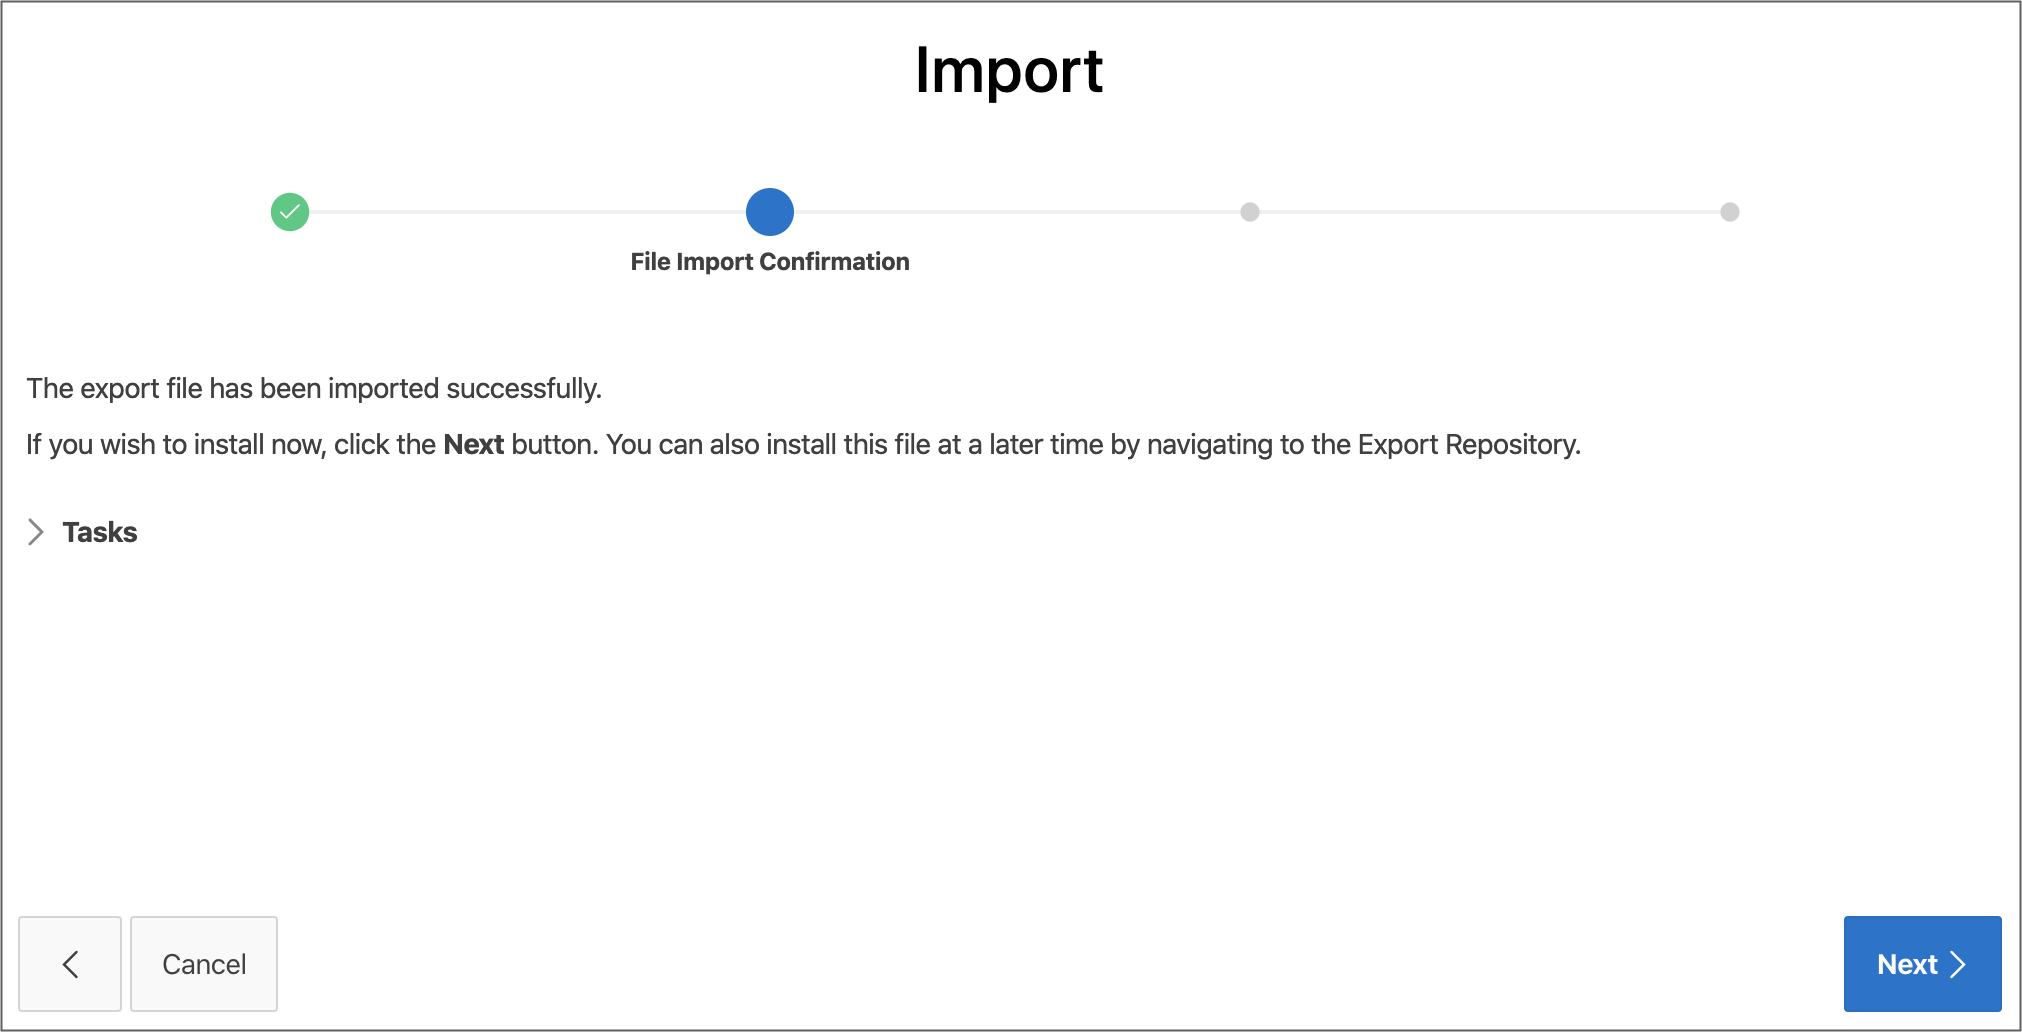 Import
File Import Confirmation
The export file has been imported successfully.
If you wish to install now, click the Next button. You can also install this file at a later time by navigating to the Export Repository.
Tasks
Cancel
Next